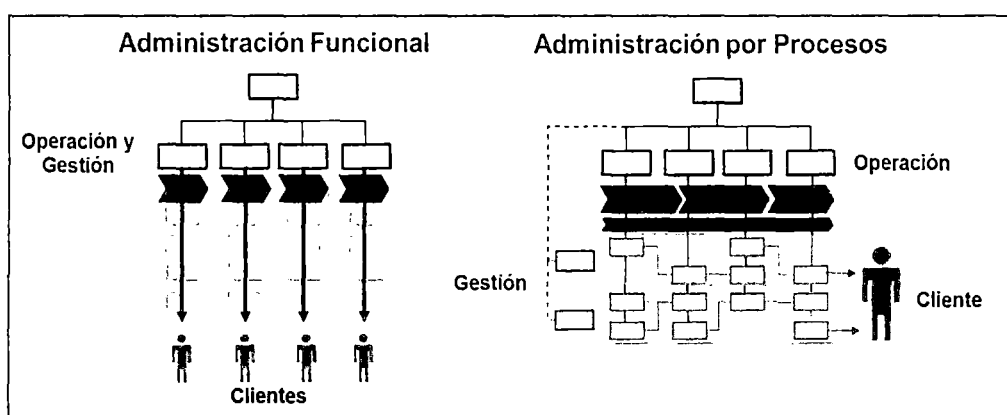 Administración Funcional
Administración por Procesos
Operación y
Gestión
Operación
Gestión
Cliente
Clientes